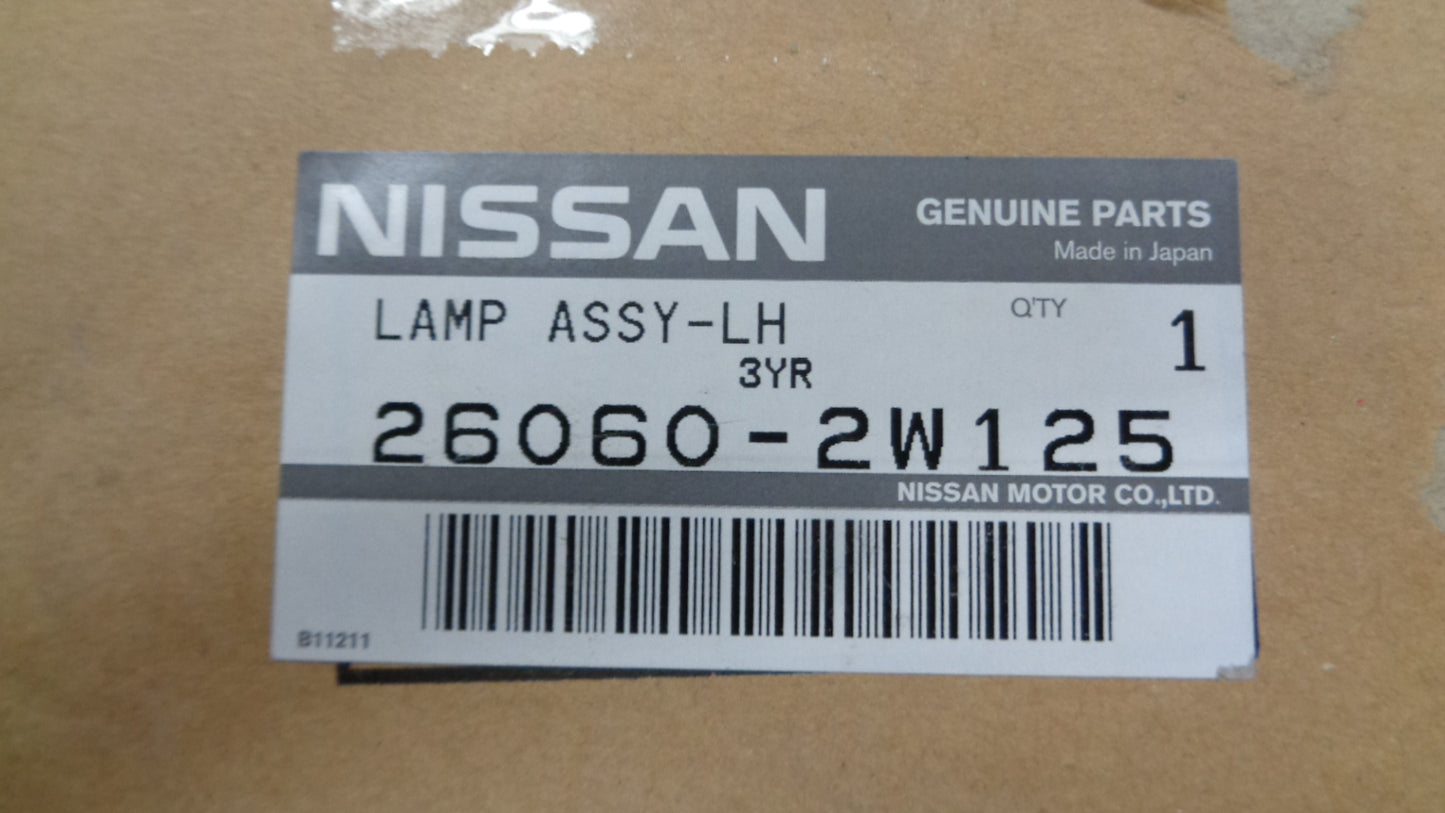 NISSAN
GENUINE PARTS
Made in Japan
LAMP ASSY-LH
Q'TY
1
3YR
26060-2W125
NISSAN MOTOR CO.,LTD.
B11211